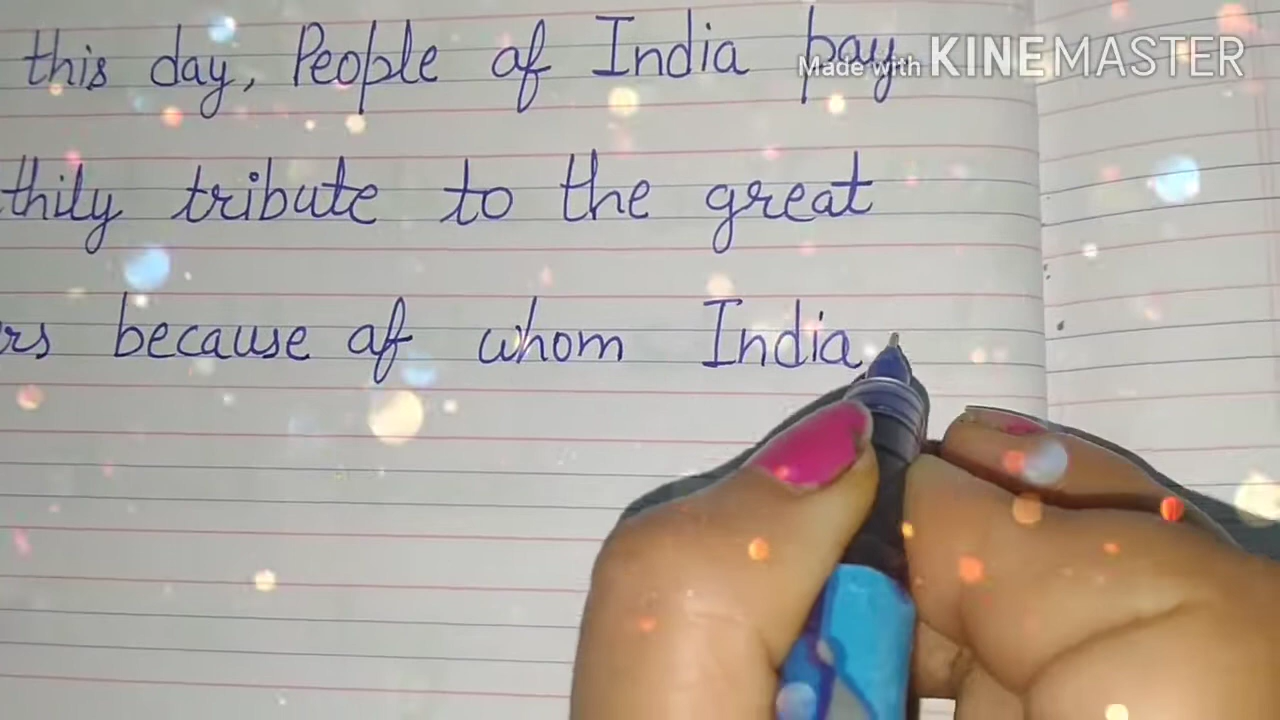 this day, People of India pay
Made with KINEMASTER
thily tribute to the great
rs because of whom India